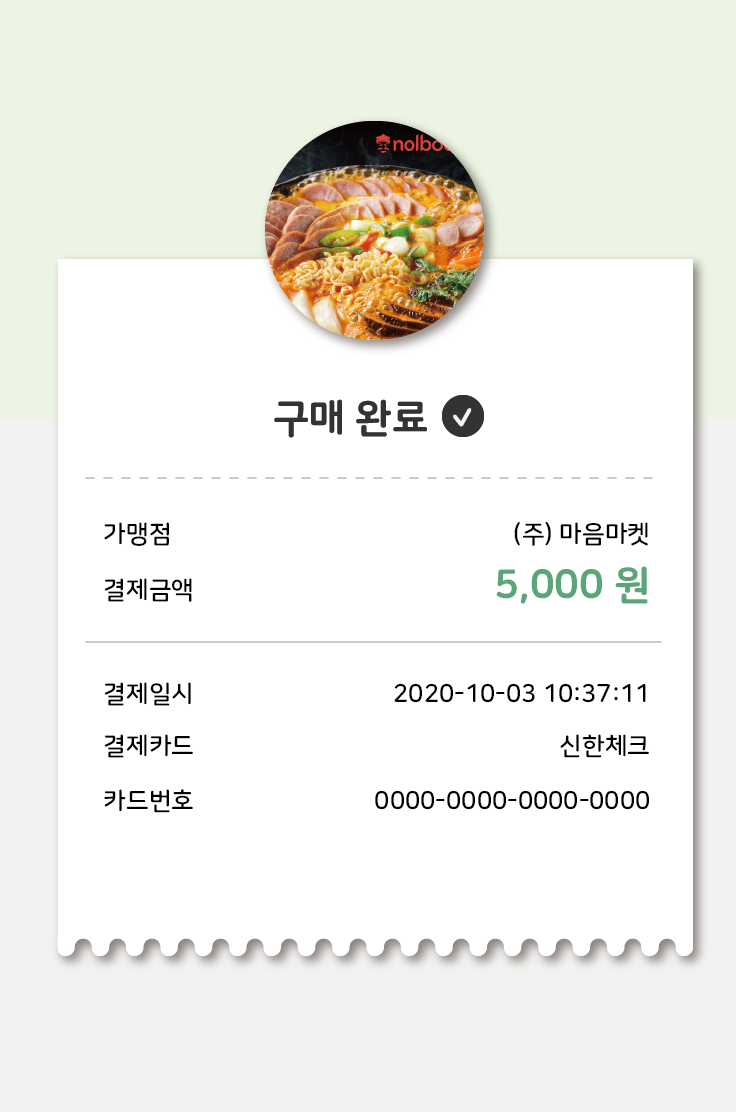 구매 완료
가맹점 (주) 마음마켓
결제금액 5,000 원
결제일시 2020-10-03 10:37:11
결제카드 신한체크
카드번호 0000-0000-0000-0000